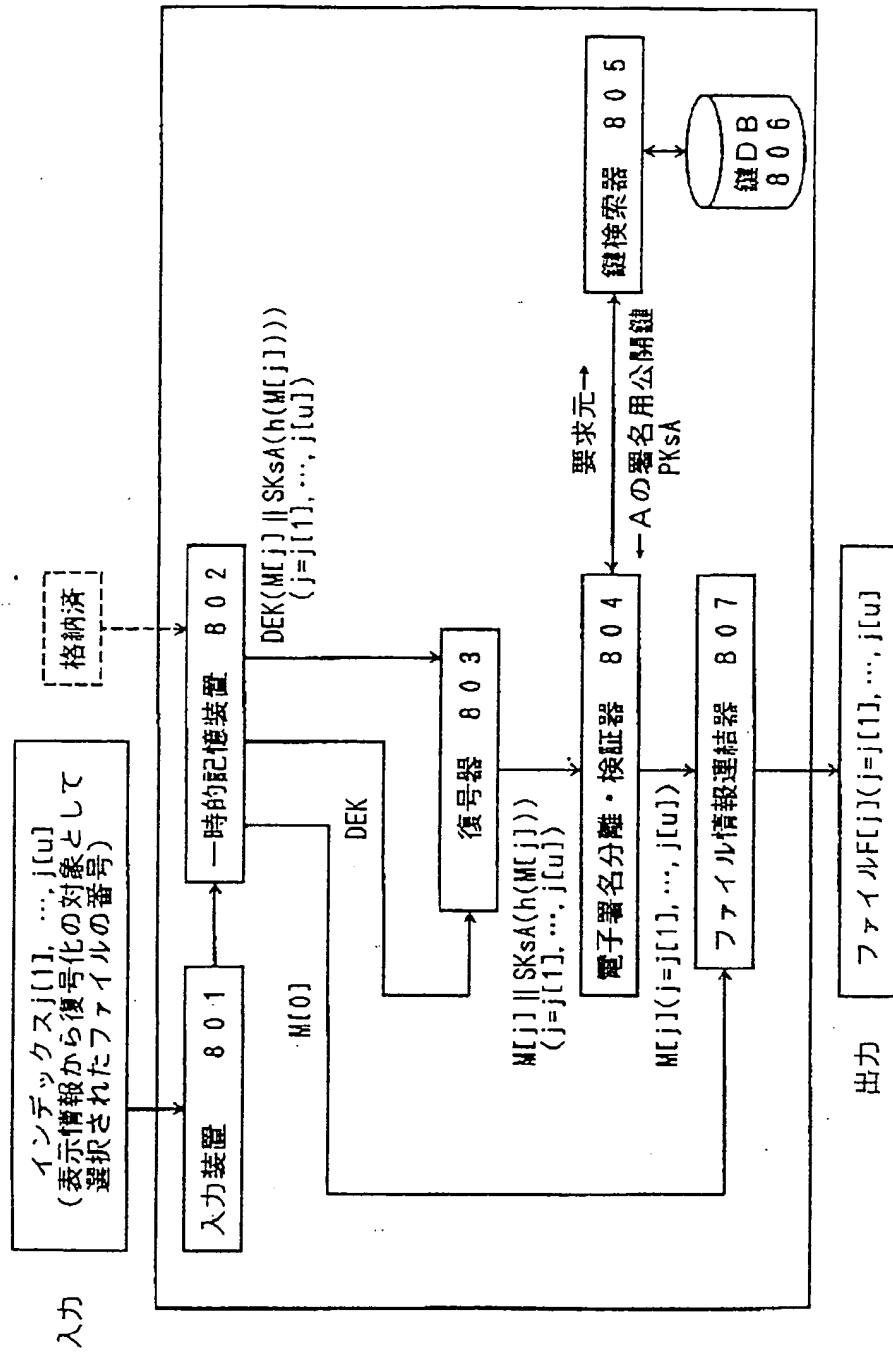 入力
インデックスj[1], …, j[u]
(表示情報から復号化の対象として
選択されたファイルの番号)
格納済
入力装置 801
一時的記憶装置 802
M[0]
DEK
DEK(M[j]||SKsA(h(M[j])))
(j=j[1], …, j[u])
復号器 803
M[j]||SKsA(h(M[j]))
(j=j[1], …, j[u])
電子署名分離・検証器 804
要求元→
←Aの署名用公開鍵
PKsA
鍵検索器 805
鍵DB
806
M[j](j=j[1], …, j[u])
ファイル情報連結器 807
ファイルF[j](j=j[1], …, j[u]
出力